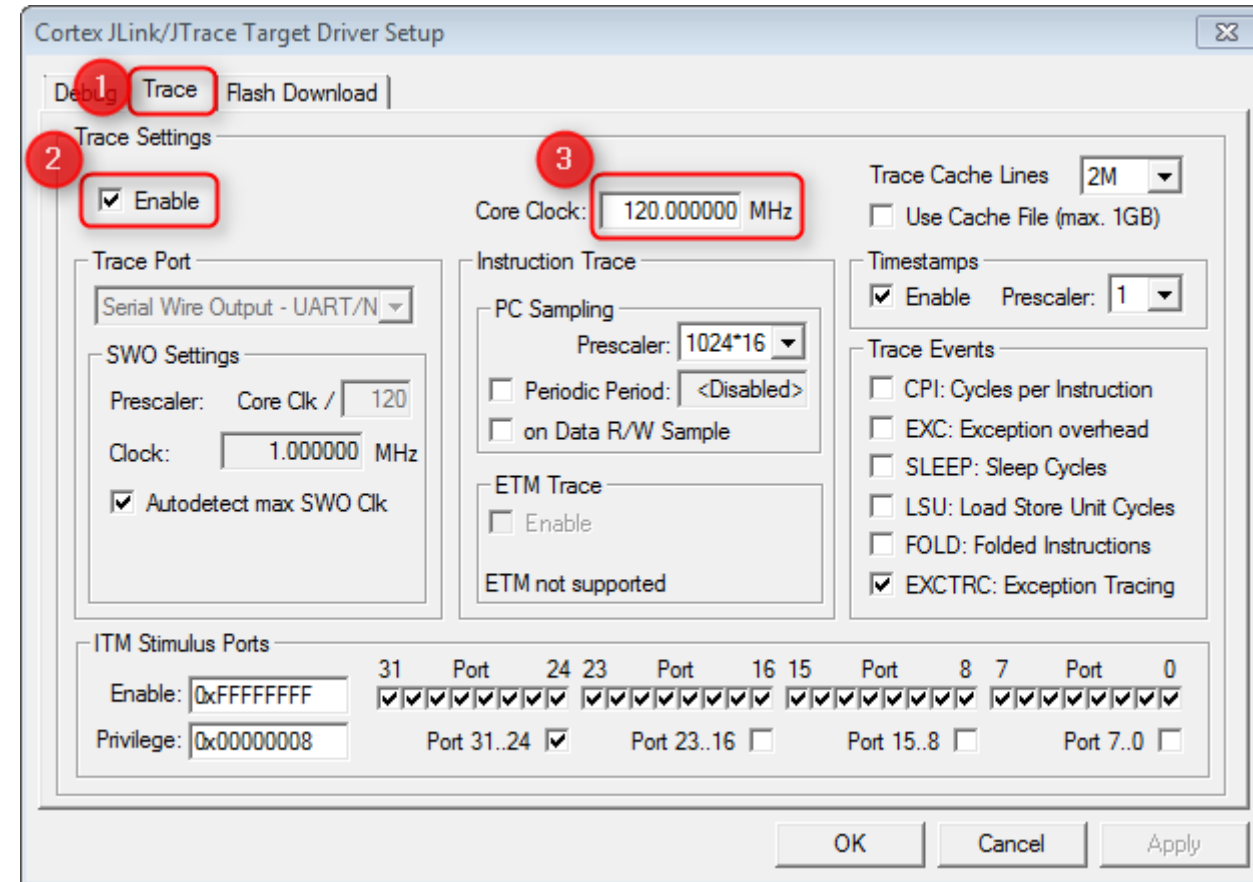 Cortex JLink/JTrace Target Driver Setup
1
Debug Trace Flash Download
Trace Settings
2
Enable
3
Core Clock: 120.000000 MHz
Trace Cache Lines 2M
Use Cache File (max. 1GB)
Trace Port
Serial Wire Output - UART/N
SWO Settings
Prescaler: Core Clk / 120
Clock: 1.000000 MHz
Autodetect max SWO Clk
Instruction Trace
PC Sampling
Prescaler: 1024*16
Periodic Period: <Disabled>
on Data R/W Sample
ETM Trace
Enable
ETM not supported
Timestamps
Enable Prescaler: 1
Trace Events
CPI: Cycles per Instruction
EXC: Exception overhead
SLEEP: Sleep Cycles
LSU: Load Store Unit Cycles
FOLD: Folded Instructions
EXCTRC: Exception Tracing
ITM Stimulus Ports
31 Port 24 23 Port 16 15 Port 8 7 Port 0
Enable: 0xFFFFFFFF
Privilege: 0x00000008 Port 31..24 Port 23..16 Port 15..8 Port 7..0
OK Cancel Apply